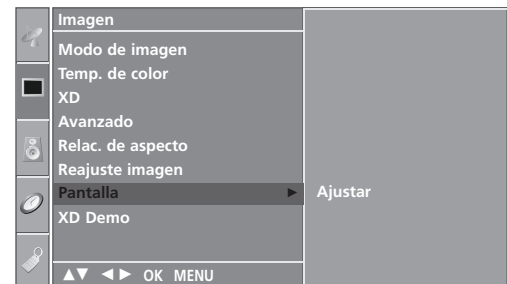 Imagen
Modo de imagen
Temp. de color
XD
Avanzado
Relac. de aspecto
Reajuste imagen
Pantalla ► Ajustar
XD Demo
▲▼ ◄► OK MENU